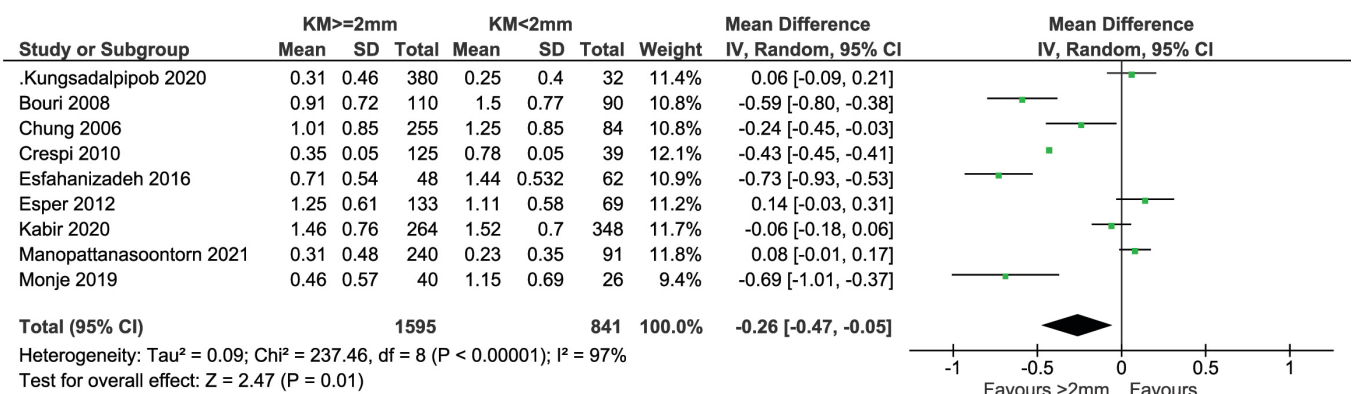 KM>=2mm KM<2mm Mean Difference Mean Difference
Study or Subgroup Mean SD Total Mean SD Total Weight IV, Random, 95% CI IV, Random, 95% CI
.Kungsadalpipob 2020 0.31 0.46 380 0.25 0.4 32 11.4% 0.06 [-0.09, 0.21]
Bouri 2008 0.91 0.72 110 1.5 0.77 90 10.8% -0.59 [-0.80, -0.38]
Chung 2006 1.01 0.85 255 1.25 0.85 84 10.8% -0.24 [-0.45, -0.03]
Crespi 2010 0.35 0.05 125 0.78 0.05 39 12.1% -0.43 [-0.45, -0.41]
Esfahanizadeh 2016 0.71 0.54 48 1.44 0.532 62 10.9% -0.73 [-0.93, -0.53]
Esper 2012 1.25 0.61 133 1.11 0.58 69 11.2% 0.14 [-0.03, 0.31]
Kabir 2020 1.46 0.76 264 1.52 0.7 348 11.7% -0.06 [-0.18, 0.06]
Manopattanasoontorn 2021 0.31 0.48 240 0.23 0.35 91 11.8% 0.08 [-0.01, 0.17]
Monje 2019 0.46 0.57 40 1.15 0.69 26 9.4% -0.69 [-1.01, -0.37]
Total (95% CI) 1595 841 100.0% -0.26 [-0.47, -0.05]
Heterogeneity: Tau² = 0.09; Chi² = 237.46, df = 8 (P < 0.00001); I² = 97%
Test for overall effect: Z = 2.47 (P = 0.01)
-1 -0.5 0 0.5 1
Favours >2mm Favours